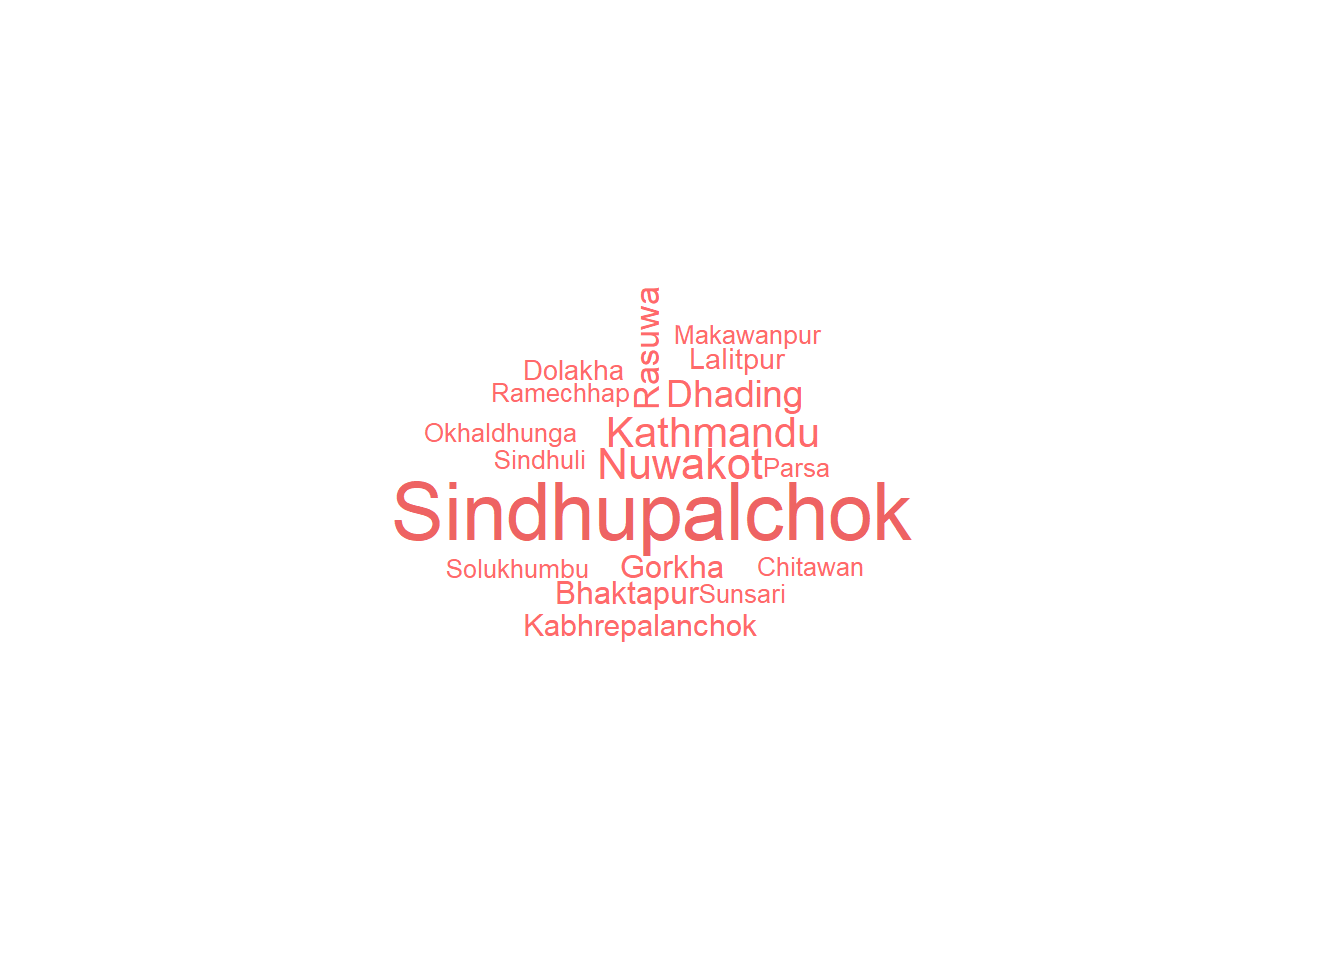 Rasuwa
Makawanpur
Lalitpur
Dolakha
Ramechhap
Dhading
Okhaldhunga
Kathmandu
Sindhuli
Nuwakot
Parsa
Sindhupalchok
Solukhumbu
Gorkha
Chitawan
Bhaktapur
Sunsari
Kabhrepalanchok